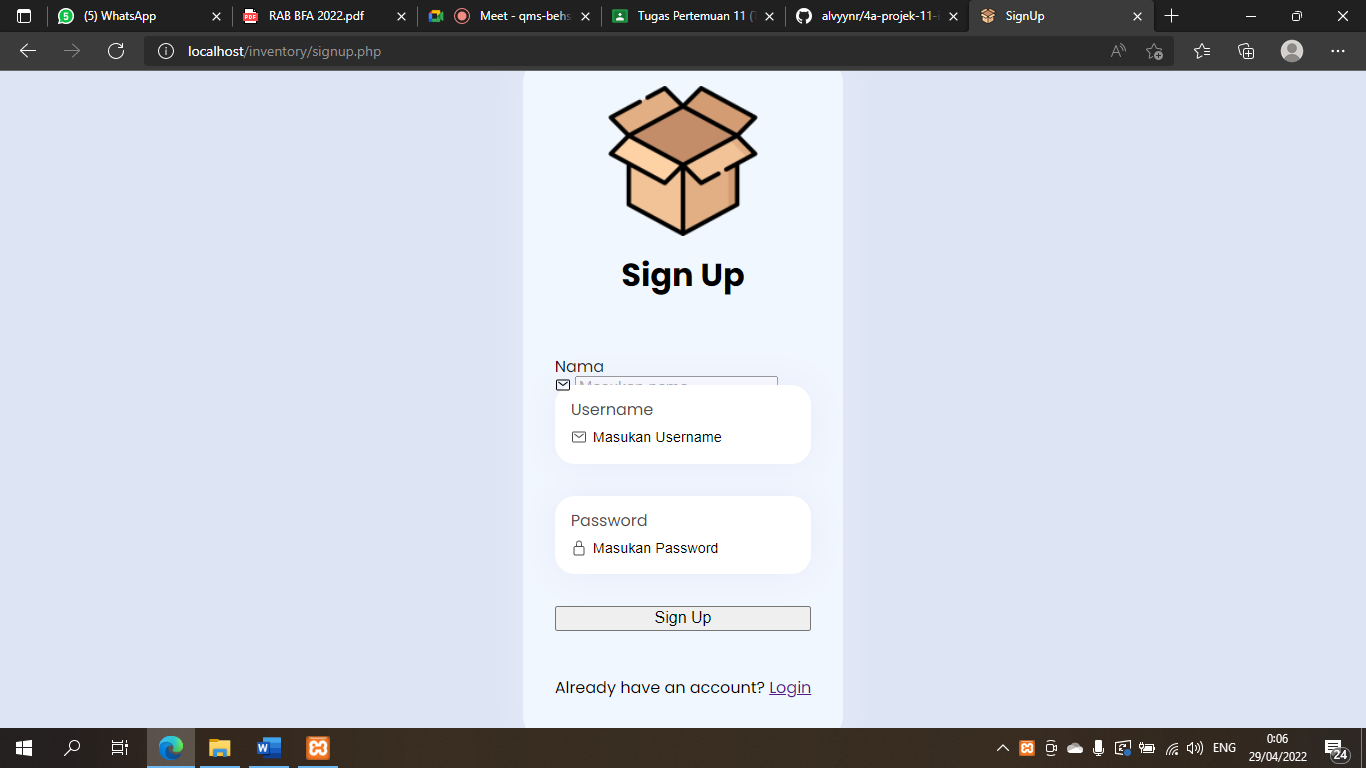 (5) WhatsApp
RAB BFA 2022.pdf
Meet - qms-behs
Tugas Pertemuan 11 (
alvyynr/4a-projek-11-
SignUp
localhost/inventory/signup.php
Sign Up
Nama
Masukan nama
Username
Masukan Username
Password
Masukan Password
Sign Up
Already have an account? Login
ENG
0:06
29/04/2022
24